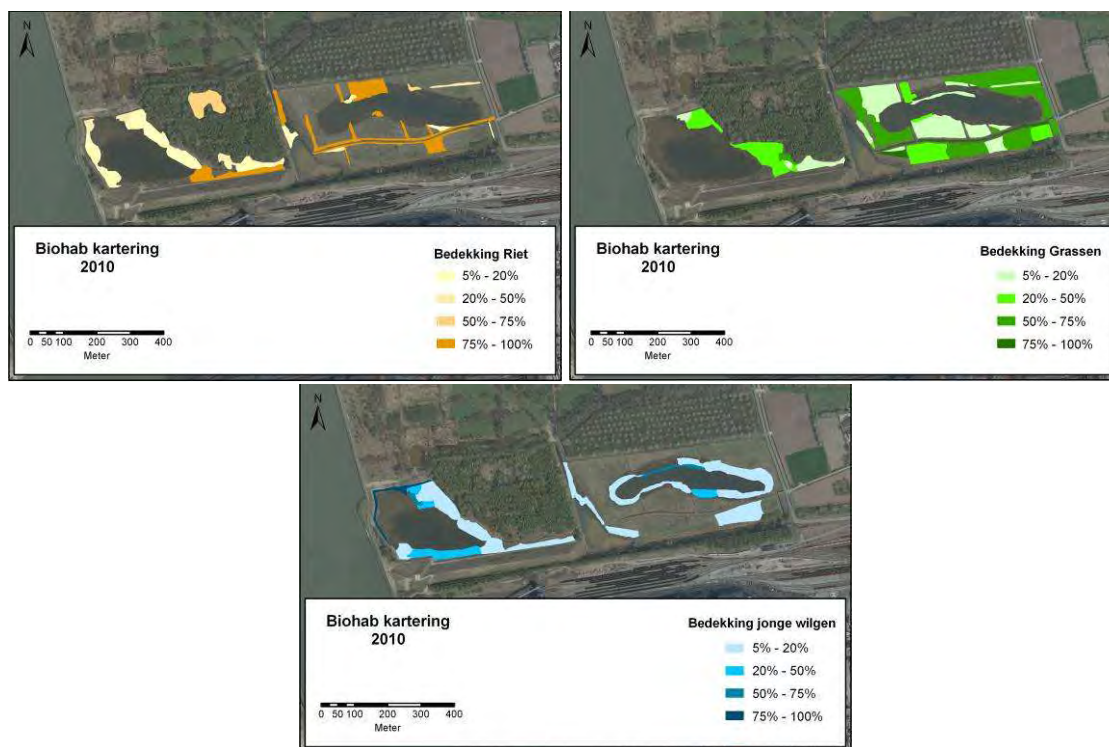 N
Biohab kartering
2010
0 50 100 200 300 400
Meter
Bedekking Riet
5% - 20%
20% - 50%
50% - 75%
75% - 100%
N
Biohab kartering
2010
0 50 100 200 300 400
Meter
Bedekking Grassen
5% - 20%
20% - 50%
50% - 75%
75% - 100%
N
Biohab kartering
2010
0 50 100 200 300 400
Meter
Bedekking jonge wilgen
5% - 20%
20% - 50%
50% - 75%
75% - 100%